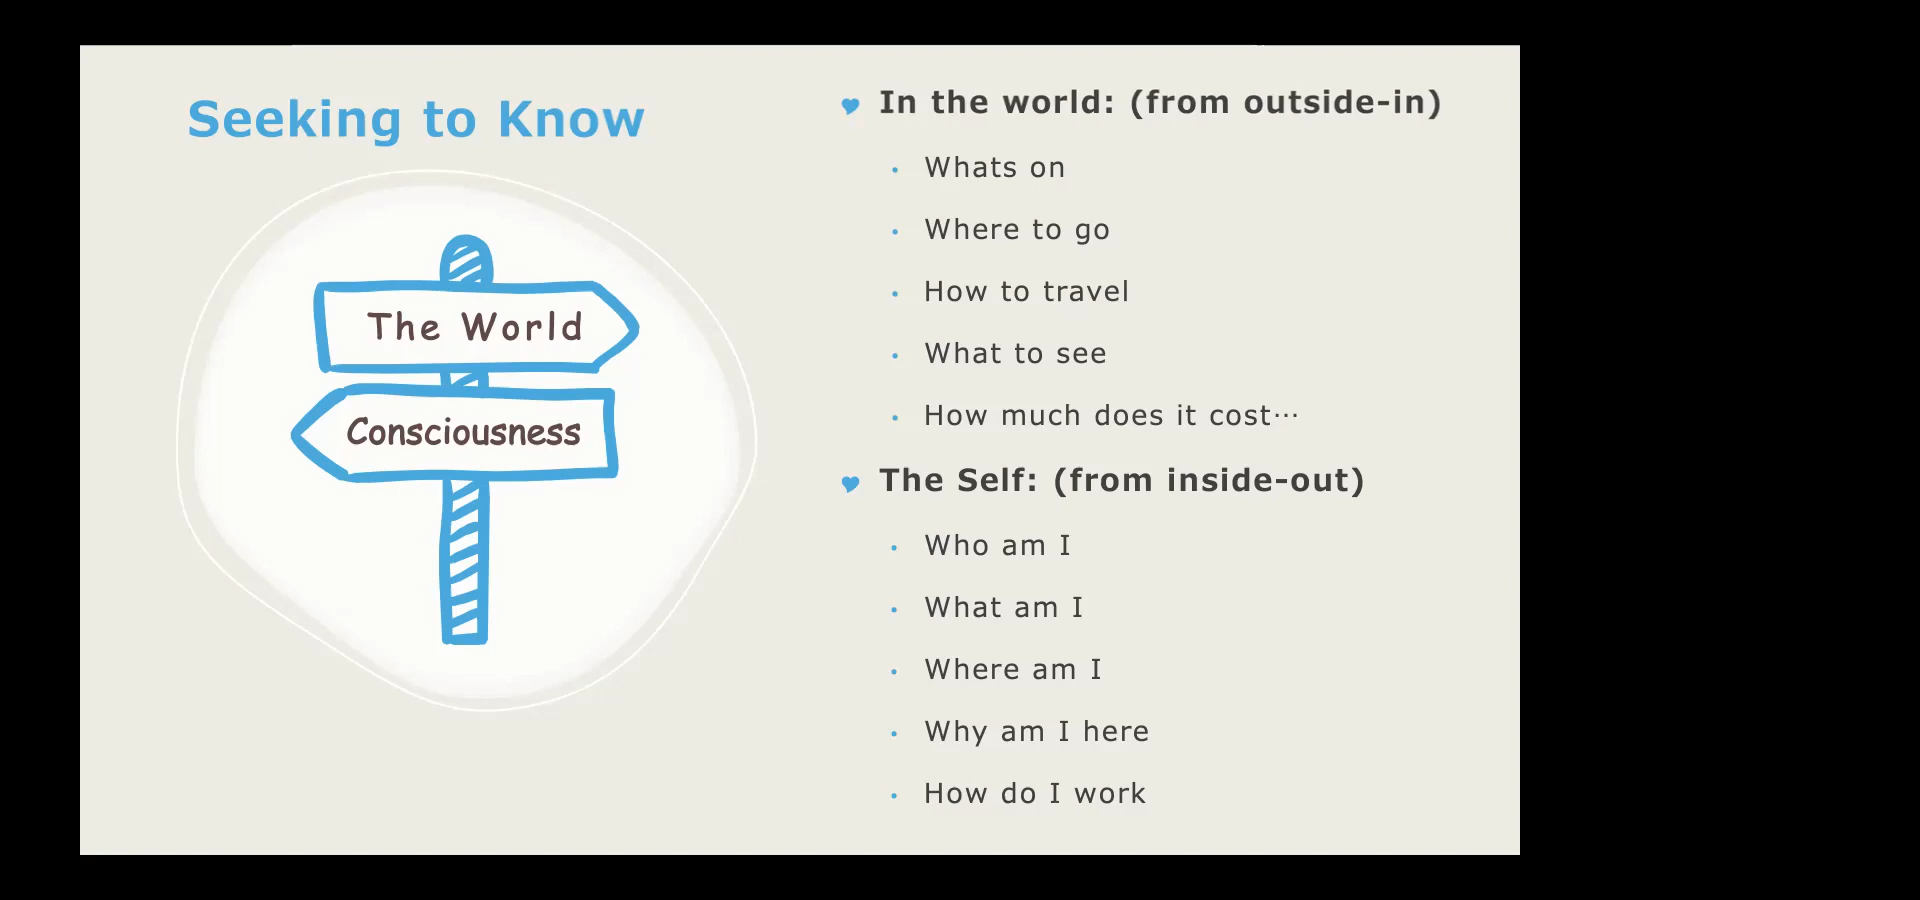 Seeking to Know
The World
Consciousness
In the world: (from outside-in)
Whats on
Where to go
How to travel
What to see
How much does it cost…
The Self: (from inside-out)
Who am I
What am I
Where am I
Why am I here
How do I work